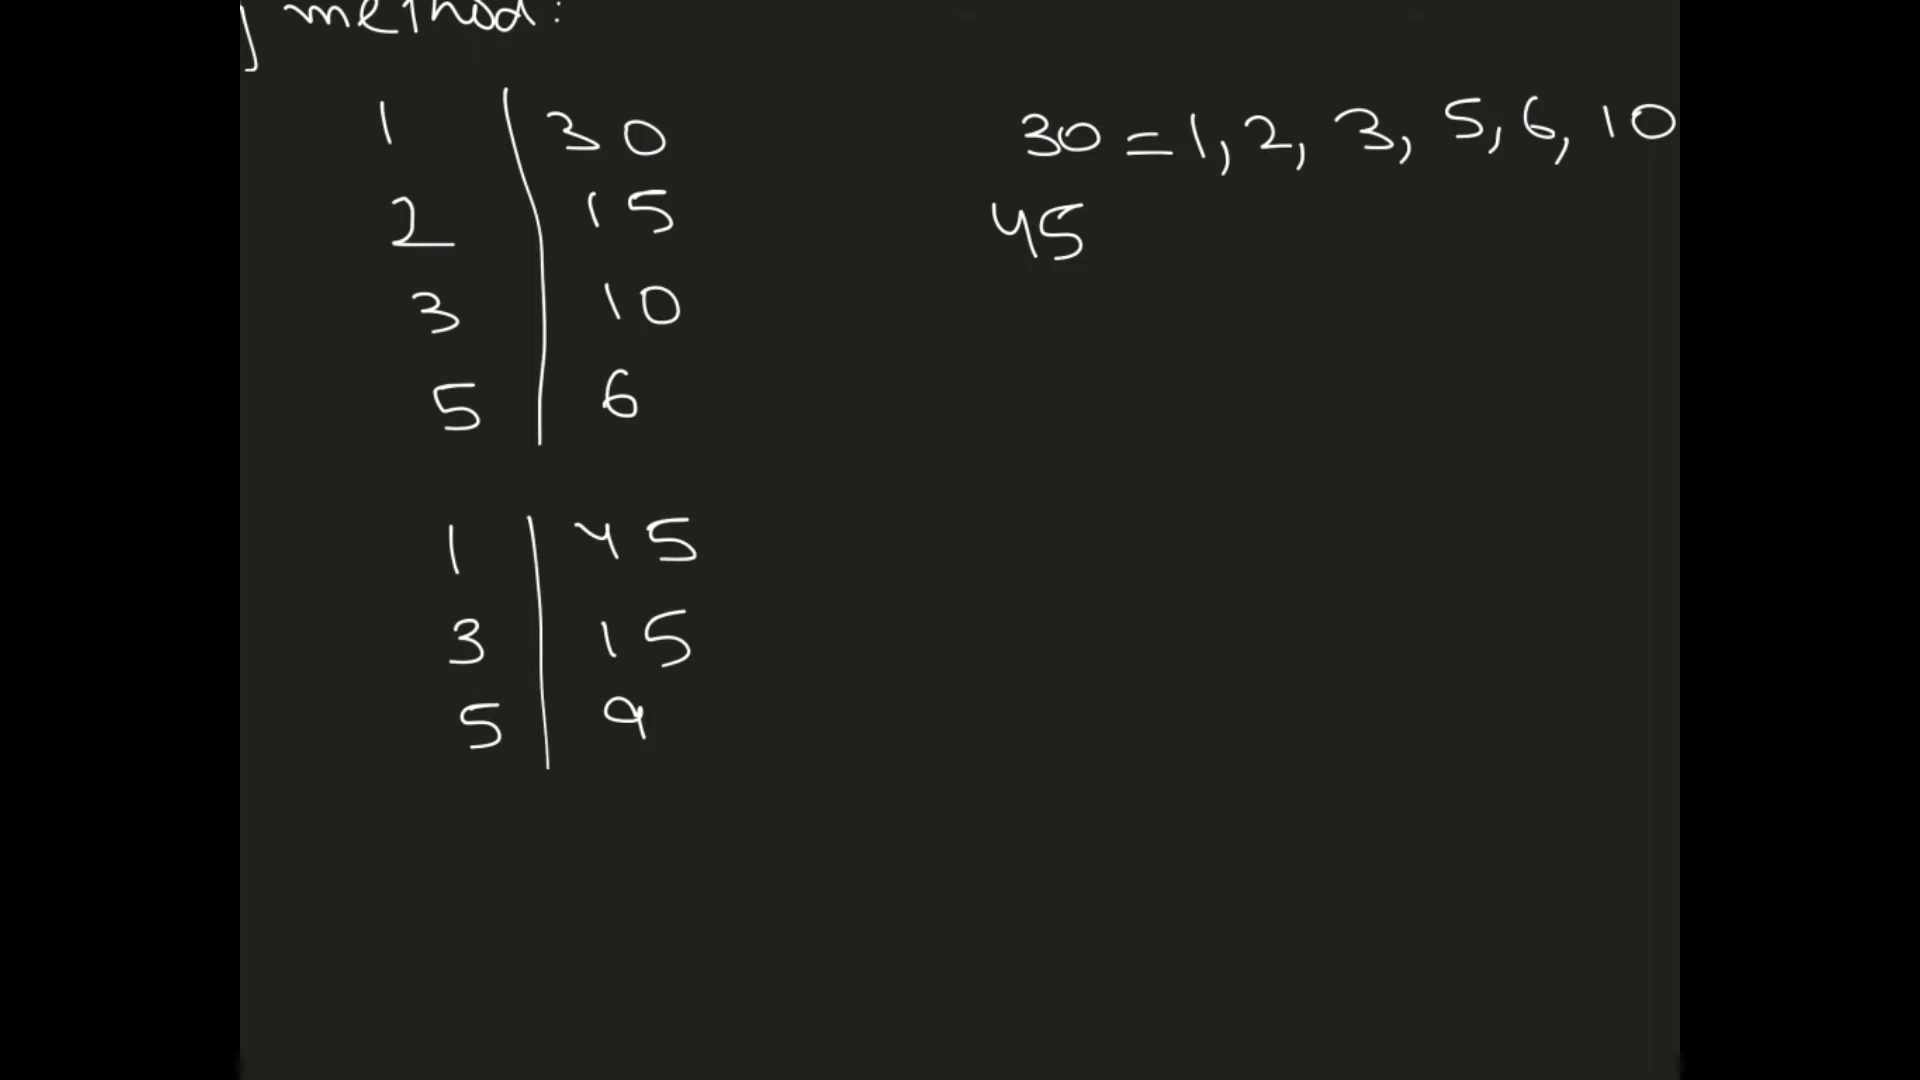 method:
1 | 30
2 | 15
3 | 10
5 | 6
1 | 45
3 | 15
5 | 9
30 = 1, 2, 3, 5, 6, 10
45